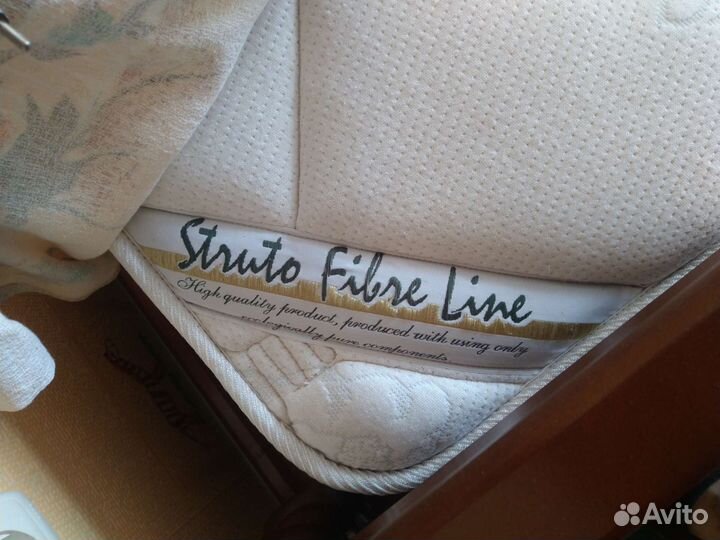 Struto Fibre Line
High quality product, produced with using only
ecologically pure components
Avito